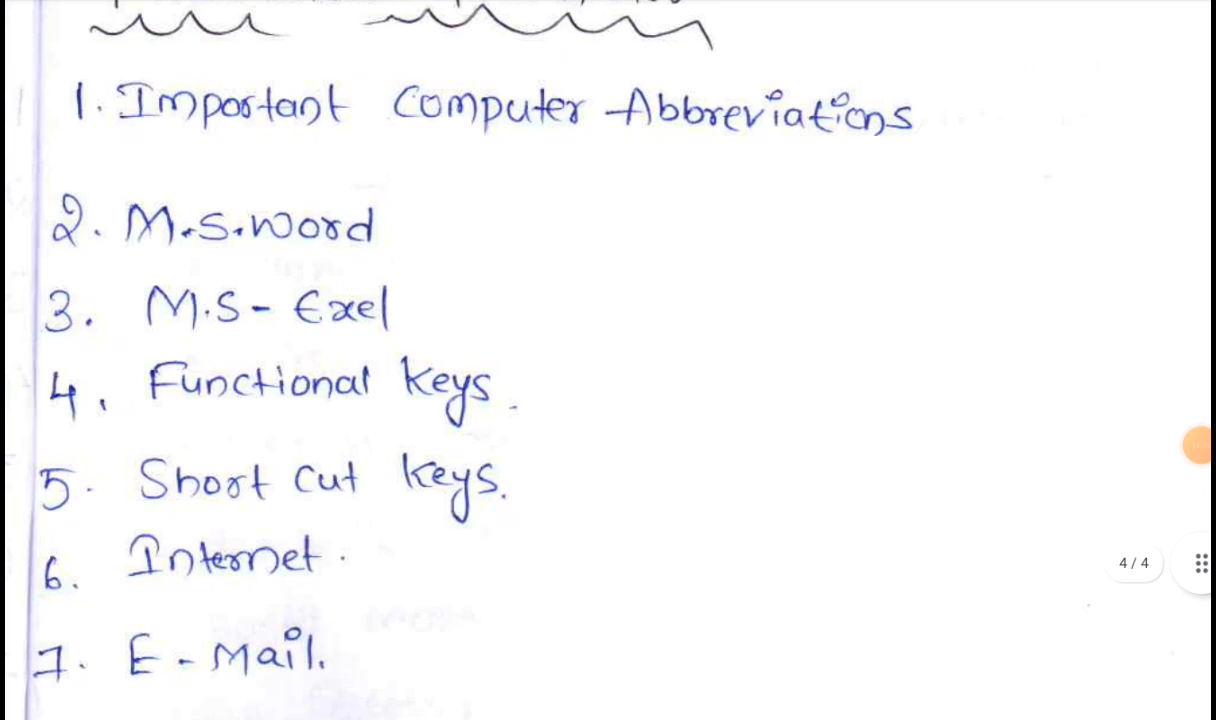 1. Important Computer Abbreviations
2. M.S. Word
3. M.S - Exel
4. Functional keys.
5. Short Cut keys.
6. Internet.
4 / 4
7. E - Mail.